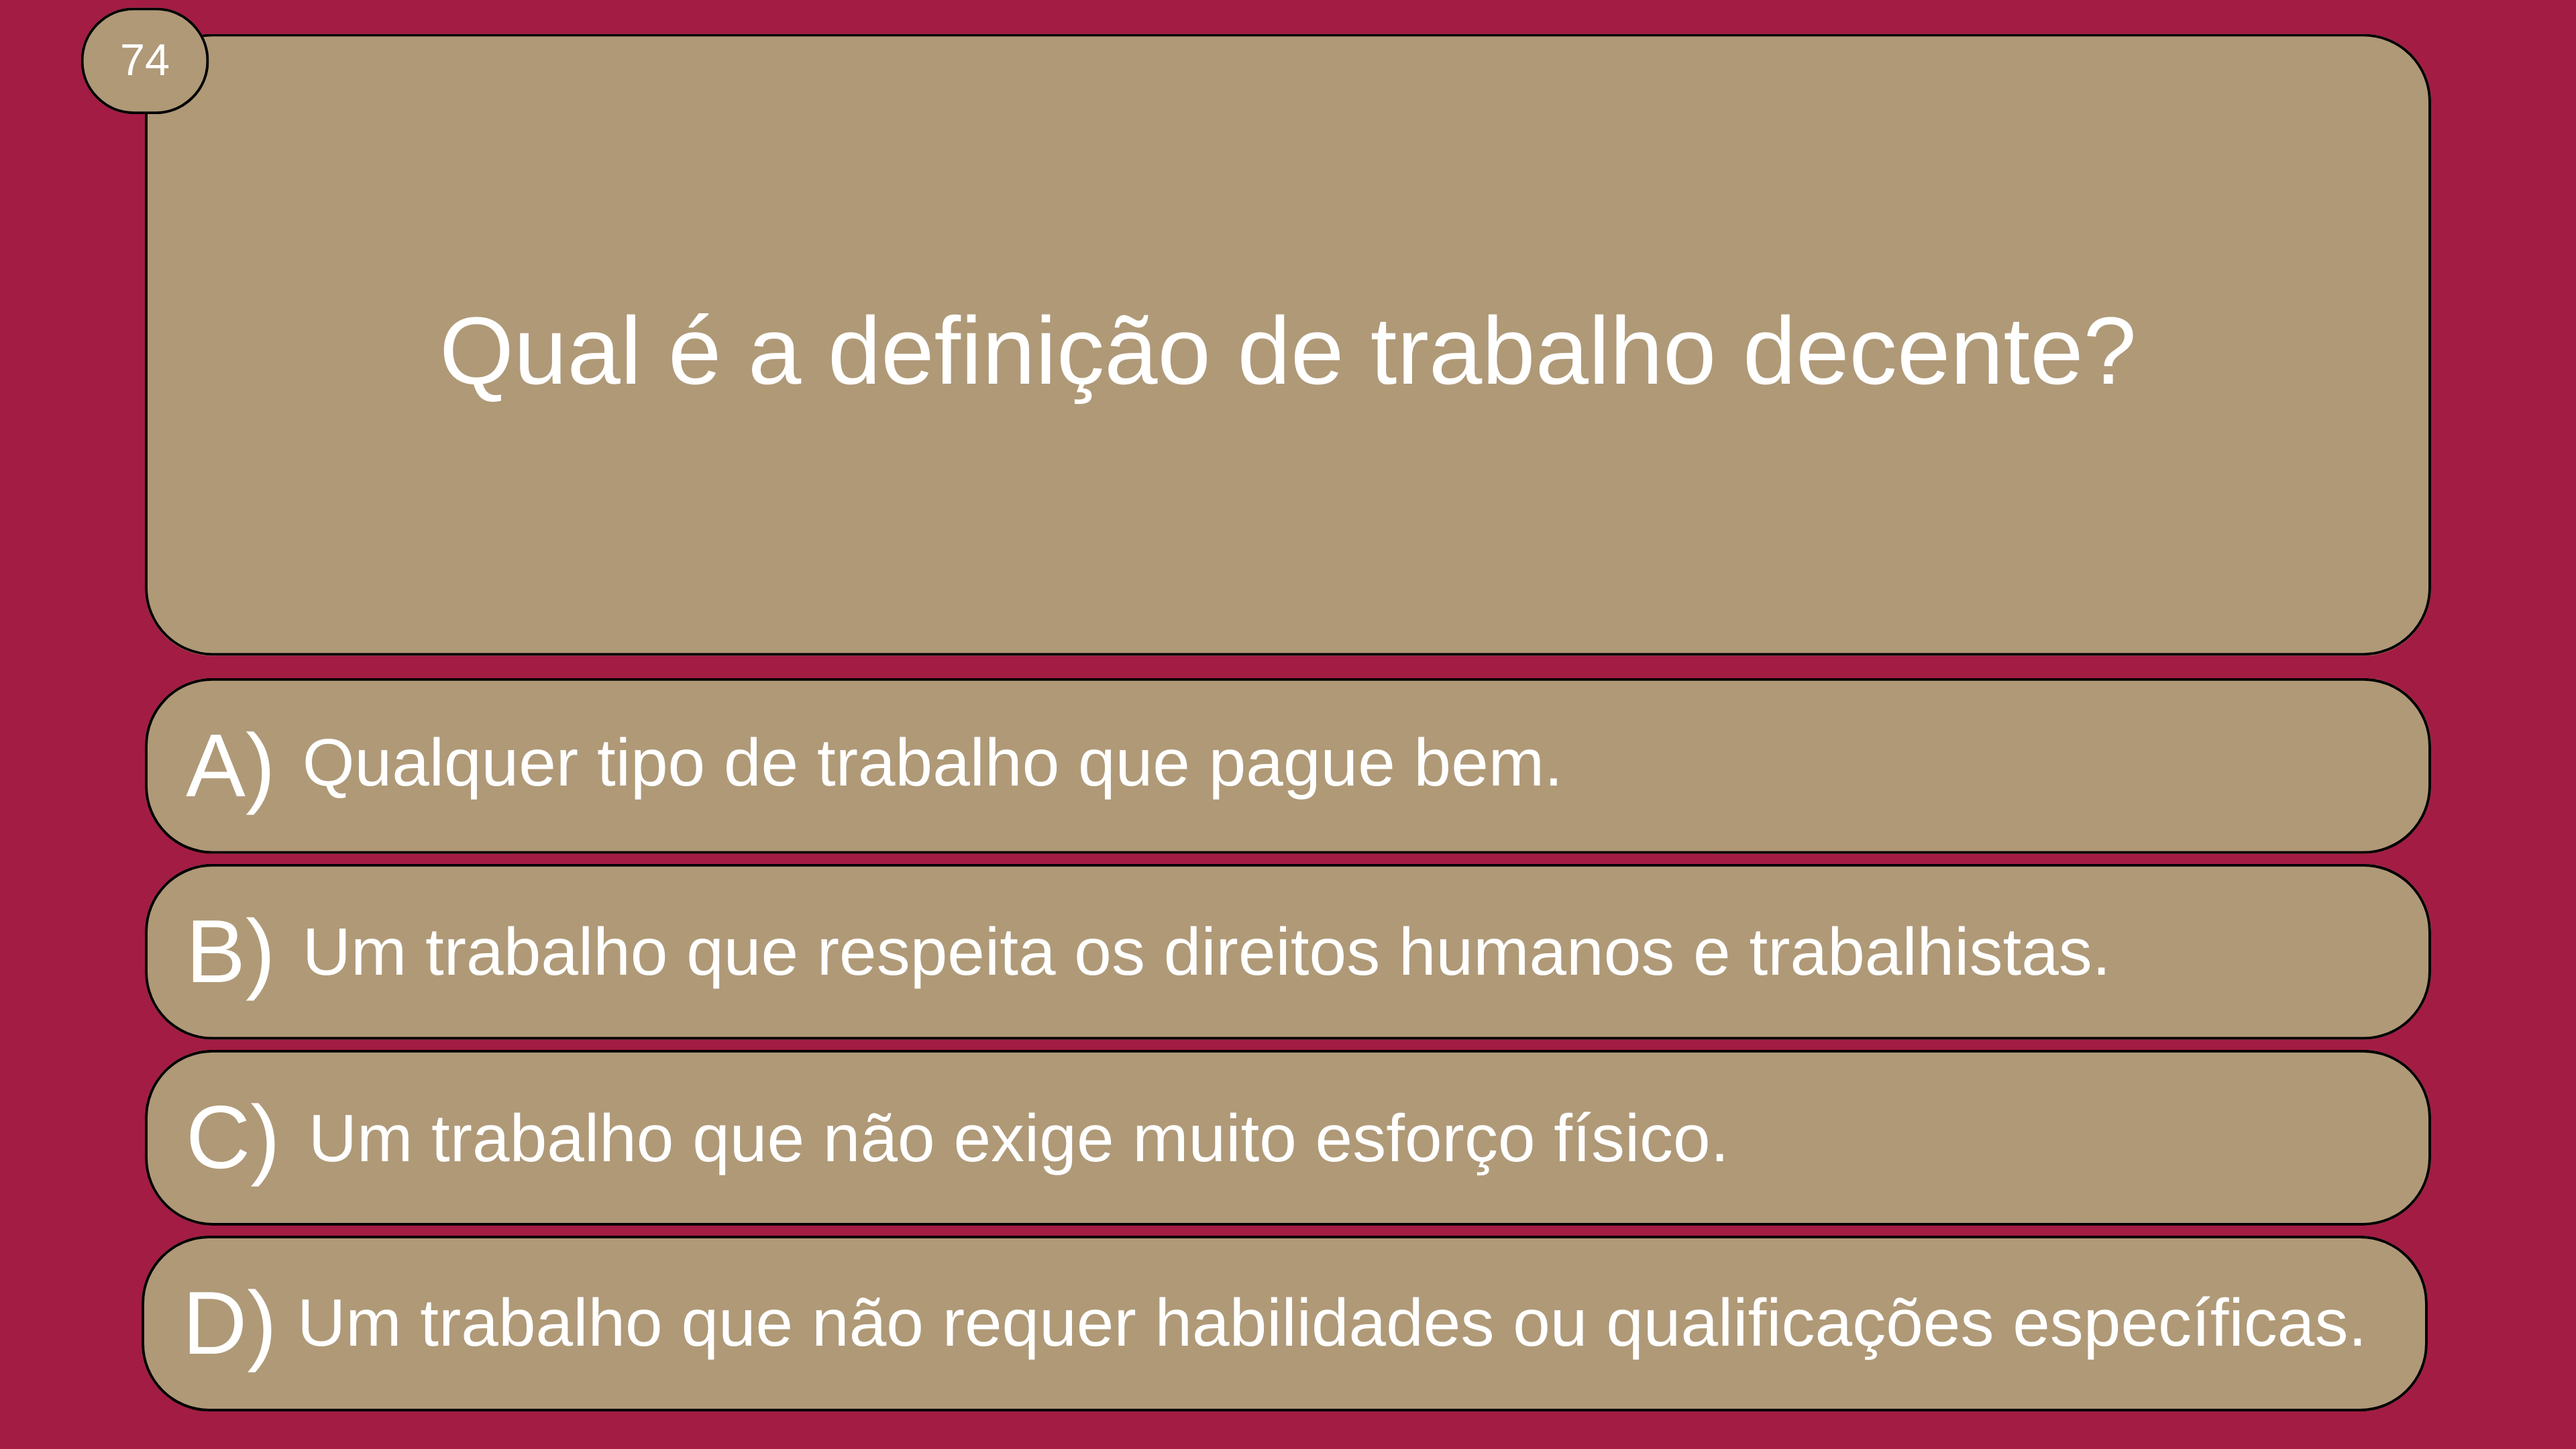 74
Qual é a definição de trabalho decente?
A) Qualquer tipo de trabalho que pague bem.
B) Um trabalho que respeita os direitos humanos e trabalhistas.
C) Um trabalho que não exige muito esforço físico.
D) Um trabalho que não requer habilidades ou qualificações específicas.